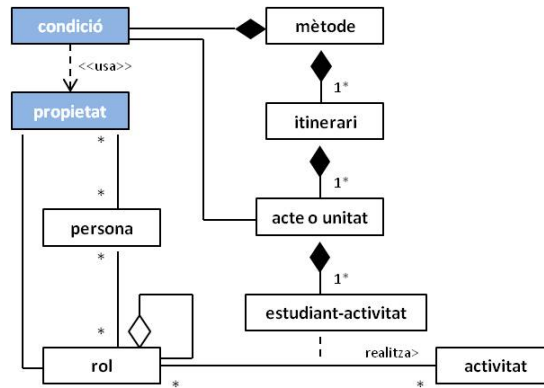 condició
mètode
<<usa>>
1*
propietat
itinerari
*
1*
*
persona
acte o unitat
*
1*
estudiant-activitat
*
realitza>
rol
activitat
*
*